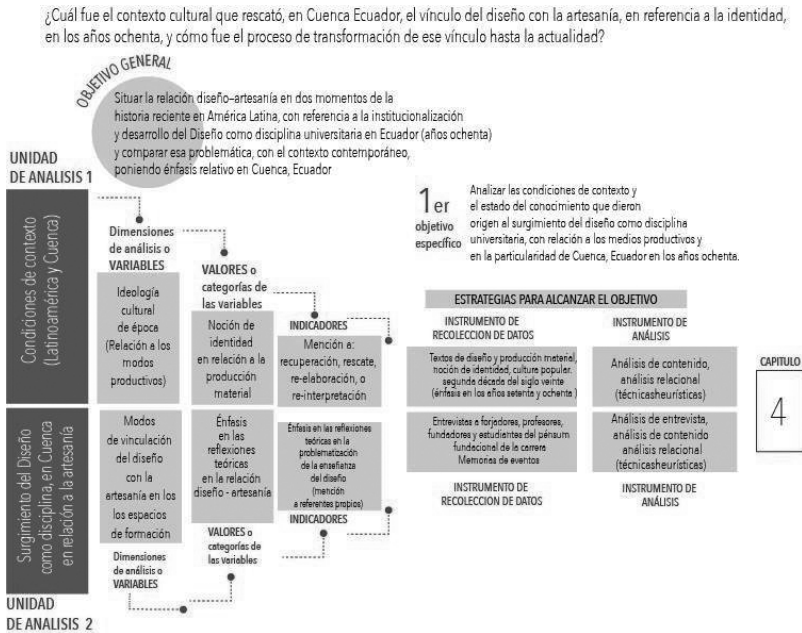 ¿Cuál fue el contexto cultural que rescató, en Cuenca Ecuador, el vínculo del diseño con la artesanía, en referencia a la identidad,
en los años ochenta, y cómo fue el proceso de transformación de ese vínculo hasta la actualidad?
OBJETIVO GENERAL
Situar la relación diseño–artesanía en dos momentos de la
historia reciente en América Latina, con referencia a la institucionalización
y desarrollo del Diseño como disciplina universitaria en Ecuador (años ochenta)
y comparar esa problemática, con el contexto contemporáneo,
poniendo énfasis relativo en Cuenca, Ecuador
UNIDAD
DE ANALISIS 1
Condiciones de contexto
(Latinoamérica y Cuenca)
Dimensiones
de análisis o
VARIABLES
Ideología
cultural
de época
(Relación a los
modos
productivos)
VALORES o
categorías de
las variables
Noción de
identidad
en relación a la
producción
material
INDICADORES
Mención a:
recuperación, rescate,
re-elaboración, o
re-interpretación
1er
objetivo
específico
Analizar las condiciones de contexto y
el estado del conocimiento que dieron
origen al surgimiento del diseño como disciplina
universitaria, con relación a los medios productivos y
en la particularidad de Cuenca, Ecuador en los años ochenta.
ESTRATEGIAS PARA ALCANZAR EL OBJETIVO
INSTRUMENTO DE
RECOLECCION DE DATOS
INSTRUMENTO DE
ANÁLISIS
Textos de diseño y producción material,
noción de identidad, cultura popular.
segunda década del siglo veinte
(énfasis en los años setenta y ochenta )
Análisis de contenido,
análisis relacional
(técnicasheurísticas)
CAPITULO
4
Surgimiento del Diseño
como disciplina, en Cuenca
en relación a la artesanía
Modos
de vinculación
del diseño
con la
artesanía en los
los espacios
de formación
Énfasis
en las
reflexiones
teóricas
en la relación
diseño - artesanía
Énfasis en las reflexiones
teóricas en la
problematización
de la enseñanza
del diseño
(mención
a referentes propios)
Entrevistas a forjadores, profesores,
fundadores y estudiantes del pénsum
fundacional de la carrera
Memorias de eventos
Análisis de entrevista,
análisis de contenido
análisis relacional
(técnicasheurísticas)
INSTRUMENTO DE
RECOLECCION DE DATOS
INSTRUMENTO DE
ANÁLISIS
INDICADORES
VALORES o
categorías de
las variables
Dimensiones
de análisis o
VARIABLES
UNIDAD
DE ANALISIS 2